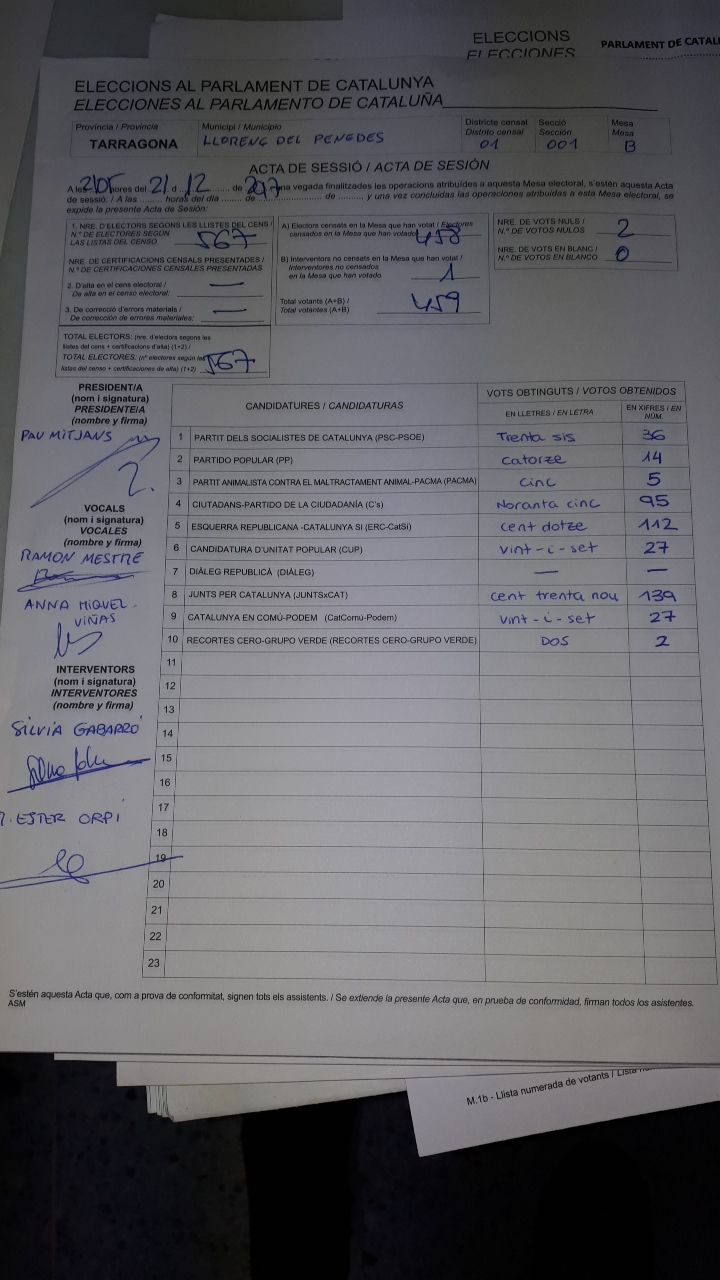 ELECCIONS
ELECCIONES
PARLAMENT DE CATAL
ELECCIONS AL PARLAMENT DE CATALUNYA
ELECCIONES AL PARLAMENTO DE CATALUÑA
Província / Provincia
TARRAGONA
Municipi / Municipio
LLORENÇ DEL PENEDÈS
Districte censal
Distrito censal
01
Secció
Sección
001
Mesa
Mesa
B
ACTA DE SESSIÓ / ACTA DE SESIÓN
A les 21,05 hores del 21 d 12 de 2017 una vegada finalitzades les operacions atribuïdes a aquesta Mesa electoral, s'estén aquesta Acta
de sessió: / A las ........ horas del día ........ de ........ de ........, y una vez concluidas las operaciones atribuidas a esta Mesa electoral, se
expide la presente Acta de Sesión:
1. NRE. D'ELECTORS SEGONS LES LLISTES DEL CENS /
N.º DE ELECTORES SEGÚN
LAS LISTAS DEL CENSO
567
NRE. DE CERTIFICACIONS CENSALS PRESENTADES /
N.º DE CERTIFICACIONES CENSALES PRESENTADAS
2. D'alta en el cens electoral: /
De alta en el censo electoral:
—
3. De correcció d'errors materials /
De corrección de errores materiales:
—
TOTAL ELECTORS: (nre. d'electors segons les
llistes del cens + certificacions d'alta) (1+2) /
TOTAL ELECTORES: (nº electores según las
listas del censo + certificaciones de alta) (1+2)
567
A) Electors censats en la Mesa que han votat / Electores
censados en la Mesa que han votado
458
B) Interventors no censats en la Mesa que han votat /
Interventores no censados
en la Mesa que han votado
1
Total votants (A+B) /
Total votantes (A+B)
459
NRE. DE VOTS NULS /
N.º DE VOTOS NULOS
2
NRE. DE VOTS EN BLANC /
N.º DE VOTOS EN BLANCO
0
PRESIDENT/A
(nom i signatura)
PRESIDENTE/A
(nombre y firma)
PAU MITJANS
VOCALS
(nom i signatura)
VOCALES
(nombre y firma)
RAMON MESTRE
ANNA MIQUEL
VIÑAS
INTERVENTORS
(nom i signatura)
INTERVENTORES
(nombre y firma)
SÍLVIA GABARRÓ
ESTER ORPÍ
CANDIDATURES / CANDIDATURAS
VOTS OBTINGUTS / VOTOS OBTENIDOS
EN LLETRES / EN LETRA
EN XIFRES / EN NÚM.
1 PARTIT DELS SOCIALISTES DE CATALUNYA (PSC-PSOE) Trenta sis 36
2 PARTIDO POPULAR (PP) catorze 14
3 PARTIT ANIMALISTA CONTRA EL MALTRACTAMENT ANIMAL-PACMA (PACMA) cinc 5
4 CIUTADANS-PARTIDO DE LA CIUDADANÍA (C's) Noranta cinc 95
5 ESQUERRA REPUBLICANA -CATALUNYA SI (ERC-CatSí) cent dotze 112
6 CANDIDATURA D'UNITAT POPULAR (CUP) vint-i-set 27
7 DIÀLEG REPUBLICÀ (DIÀLEG) — —
8 JUNTS PER CATALUNYA (JUNTSxCAT) cent trenta nou 139
9 CATALUNYA EN COMÚ-PODEM (CatComú-Podem) vint-i-set 27
10 RECORTES CERO-GRUPO VERDE (RECORTES CERO-GRUPO VERDE) DOS 2
11
12
13
14
15
16
17
18
19
20
21
22
23
S'estén aquesta Acta que, com a prova de conformitat, signen tots els assistents. / Se extiende la presente Acta que, en prueba de conformidad, firman todos los asistentes.
ASM
M.1b - Llista numerada de votants / Lista